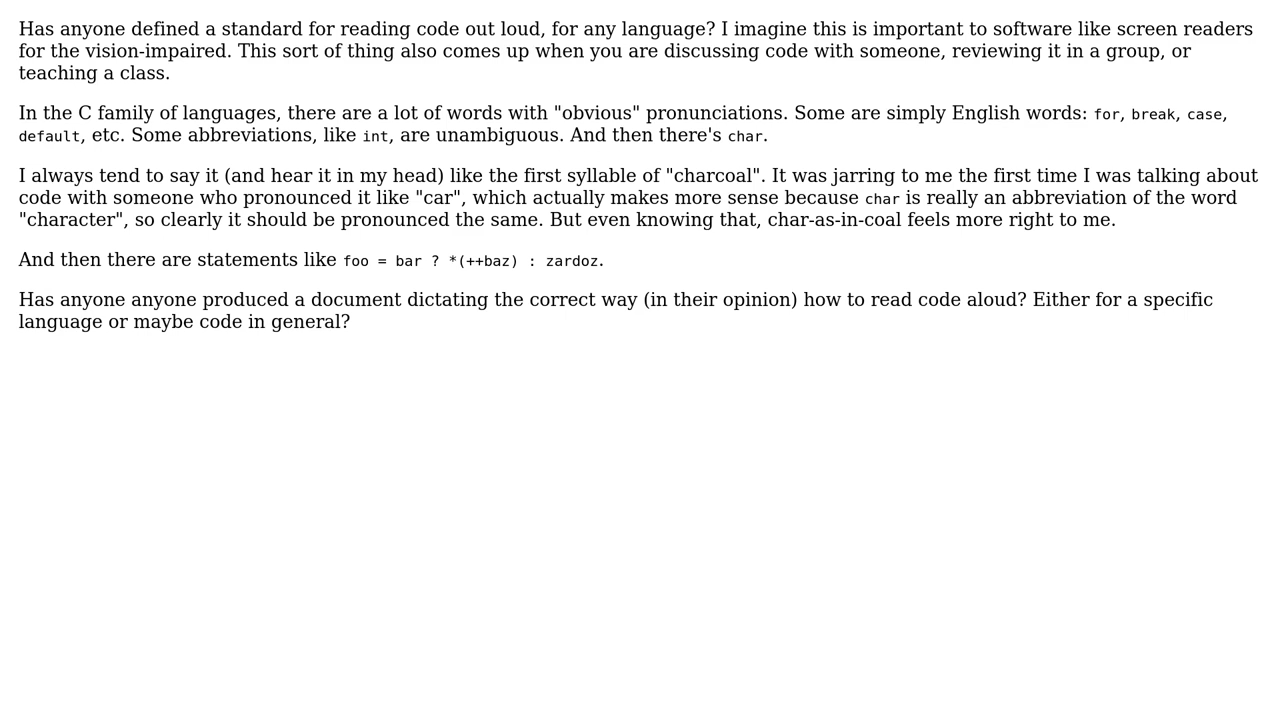 Has anyone defined a standard for reading code out loud, for any language? I imagine this is important to software like screen readers
for the vision-impaired. This sort of thing also comes up when you are discussing code with someone, reviewing it in a group, or
teaching a class.
In the C family of languages, there are a lot of words with "obvious" pronunciations. Some are simply English words: for, break, case,
default, etc. Some abbreviations, like int, are unambiguous. And then there's char.
I always tend to say it (and hear it in my head) like the first syllable of "charcoal". It was jarring to me the first time I was talking about
code with someone who pronounced it like "car", which actually makes more sense because char is really an abbreviation of the word
"character", so clearly it should be pronounced the same. But even knowing that, char-as-in-coal feels more right to me.
And then there are statements like foo = bar ? *(++baz) : zardoz.
Has anyone anyone produced a document dictating the correct way (in their opinion) how to read code aloud? Either for a specific
language or maybe code in general?